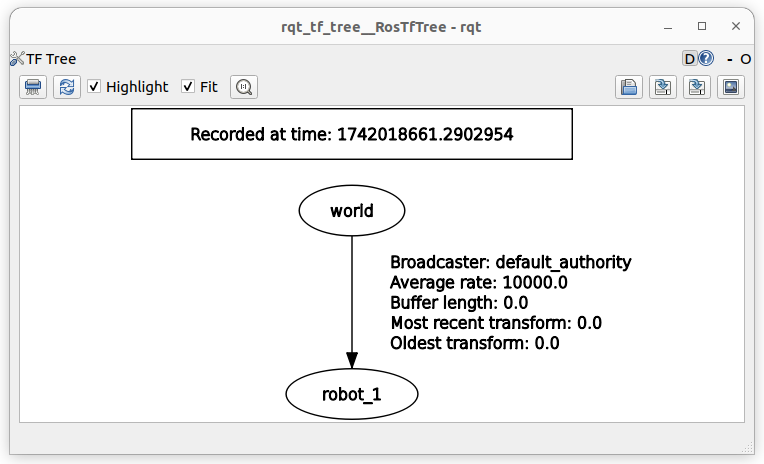 rqt_tf_tree__RosTfTree - rqt
TF Tree
D ? - O
Highlight Fit
Recorded at time: 1742018661.2902954
world
Broadcaster: default_authority
Average rate: 10000.0
Buffer length: 0.0
Most recent transform: 0.0
Oldest transform: 0.0
robot_1